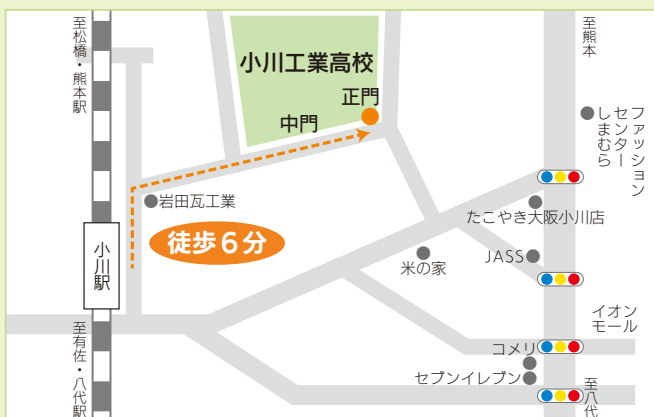 至松橋・熊本駅
小川工業高校
正門
中門
至熊本
ファッション
センター
しまむら
岩田瓦工業
徒歩６分
たこやき大阪小川店
小川駅
米の家
JASS
イオン
モール
コメリ
セブンイレブン
至有佐・八代駅
至八代